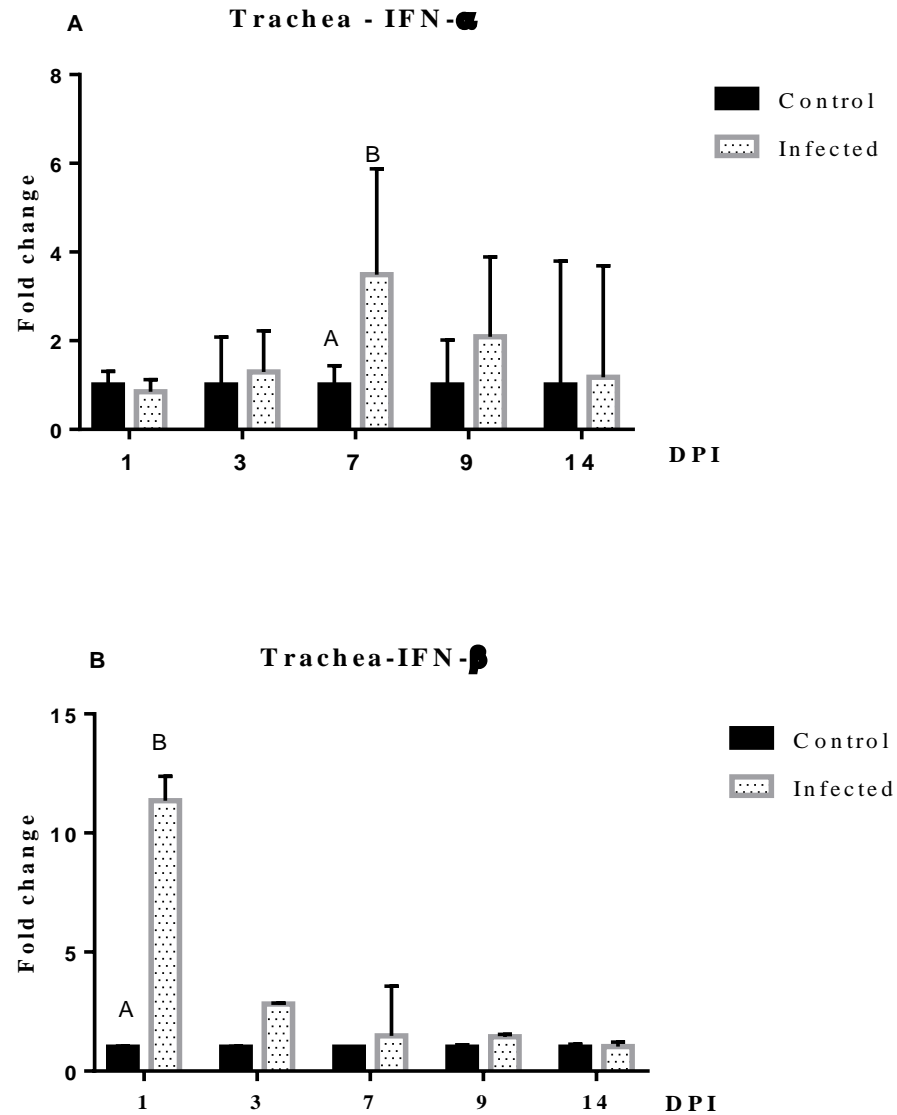 A
Trachea - IFN-α
8
6
4
2
0
Fold change
B
A
1 3 7 9 14
DPI
Control
Infected
B
Trachea-IFN-β
15
10
5
0
Fold change
B
A
1 3 7 9 14
DPI
Control
Infected